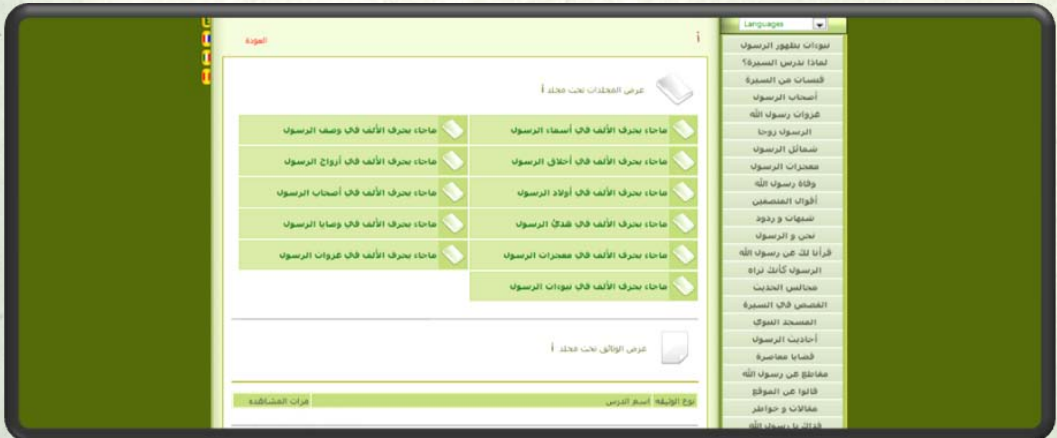 Languages
نبوءات بظهور الرسول
لماذا ندرس السيرة؟
قبسات من السيرة
أصحاب الرسول
غزوات رسول الله
الرسول زوجا
شمائل الرسول
معجزات الرسول
وفاة رسول الله
أقوال المنصفين
شبهات و ردود
نحن و الرسول
قرأنا لك عن رسول الله
الرسول كأنك تراه
مجالس الحديث
القصص في السيرة
المسجد النبوي
أحاديث الرسول
قضايا معاصرة
مقاطع عن رسول الله
قالوا عن الموقع
مقالات و خواطر
فداك يا رسول الله
أ
العودة
عرض المجلدات تحت مجلد أ
ماجاء بحرف الألف في أسماء الرسول
ماجاء بحرف الألف في وصف الرسول
ماجاء بحرف الألف في أخلاق الرسول
ماجاء بحرف الألف في أزواج الرسول
ماجاء بحرف الألف في أولاد الرسول
ماجاء بحرف الألف في أصحاب الرسول
ماجاء بحرف الألف في هدي الرسول
ماجاء بحرف الألف في وصايا الرسول
ماجاء بحرف الألف في معجزات الرسول
ماجاء بحرف الألف في غزوات الرسول
ماجاء بحرف الألف في نبوءات الرسول
عرض الوثائق تحت مجلد أ
نوع الوثيقه اسم الدرس مرات المشاهده